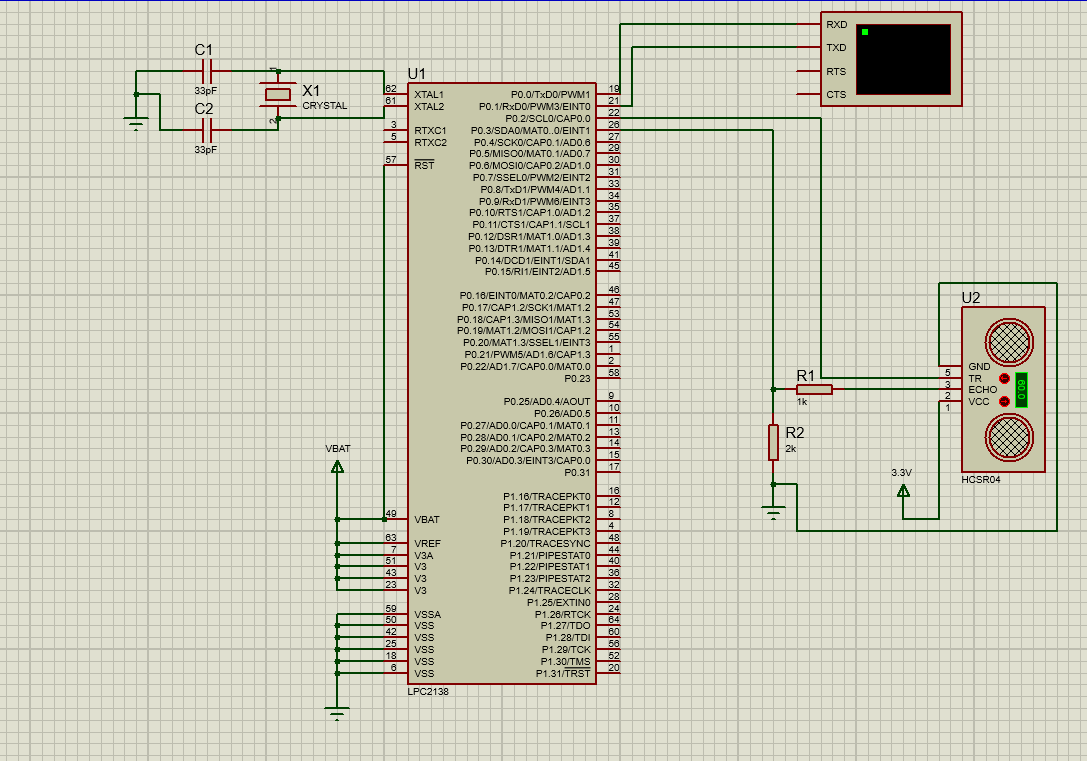 C1
33pF
C2
33pF
1
X1
CRYSTAL
2
U1
62 XTAL1
61 XTAL2
3 RTXC1
5 RTXC2
57 RST
49 VBAT
63 VREF
7 V3A
51 V3
43 V3
23 V3
59 VSSA
50 VSS
42 VSS
25 VSS
18 VSS
6 VSS
VBAT
P0.0/TxD0/PWM1 19
P0.1/RxD0/PWM3/EINT0 21
P0.2/SCL0/CAP0.0 22
P0.3/SDA0/MAT0..0/EINT1 26
P0.4/SCK0/CAP0.1/AD0.6 27
P0.5/MISO0/MAT0.1/AD0.7 29
P0.6/MOSI0/CAP0.2/AD1.0 30
P0.7/SSEL0/PWM2/EINT2 31
P0.8/TxD1/PWM4/AD1.1 33
P0.9/RxD1/PWM6/EINT3 34
P0.10/RTS1/CAP1.0/AD1.2 35
P0.11/CTS1/CAP1.1/SCL1 37
P0.12/DSR1/MAT1.0/AD1.3 38
P0.13/DTR1/MAT1.1/AD1.4 39
P0.14/DCD1/EINT1/SDA1 41
P0.15/RI1/EINT2/AD1.5 45
P0.16/EINT0/MAT0.2/CAP0.2 46
P0.17/CAP1.2/SCK1/MAT1.2 47
P0.18/CAP1.3/MISO1/MAT1.3 53
P0.19/MAT1.2/MOSI1/CAP1.2 54
P0.20/MAT1.3/SSEL1/EINT3 55
P0.21/PWM5/AD1.6/CAP1.3 1
P0.22/AD1.7/CAP0.0/MAT0.0 2
P0.23 58
P0.25/AD0.4/AOUT 9
P0.26/AD0.5 10
P0.27/AD0.0/CAP0.1/MAT0.1 11
P0.28/AD0.1/CAP0.2/MAT0.2 13
P0.29/AD0.2/CAP0.3/MAT0.3 14
P0.30/AD0.3/EINT3/CAP0.0 15
P0.31 17
P1.16/TRACEPKT0 16
P1.17/TRACEPKT1 12
P1.18/TRACEPKT2 8
P1.19/TRACEPKT3 4
P1.20/TRACESYNC 48
P1.21/PIPESTAT0 44
P1.22/PIPESTAT1 40
P1.23/PIPESTAT2 36
P1.24/TRACECLK 32
P1.25/EXTIN0 28
P1.26/RTCK 24
P1.27/TDO 64
P1.28/TDI 60
P1.29/TCK 56
P1.30/TMS 52
P1.31/TRST 20
LPC2138
RXD
TXD
RTS
CTS
R1
1k
R2
2k
3.3V
U2
GND
5 TR
3 ECHO
2 VCC
1
60.0
HCSR04